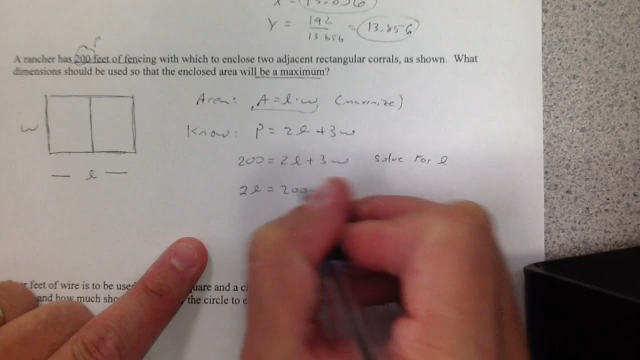 Y = 192 / 13.856 = 13.856
A rancher has 200 feet of fencing with which to enclose two adjacent rectangular corrals, as shown. What
dimensions should be used so that the enclosed area will be a maximum?
Area: A = l · w (maximize)
w
Know: P = 2l + 3w
200 = 2l + 3w solve for l
l
2l = 200
feet of wire is to be
and a
and how much
the circle to